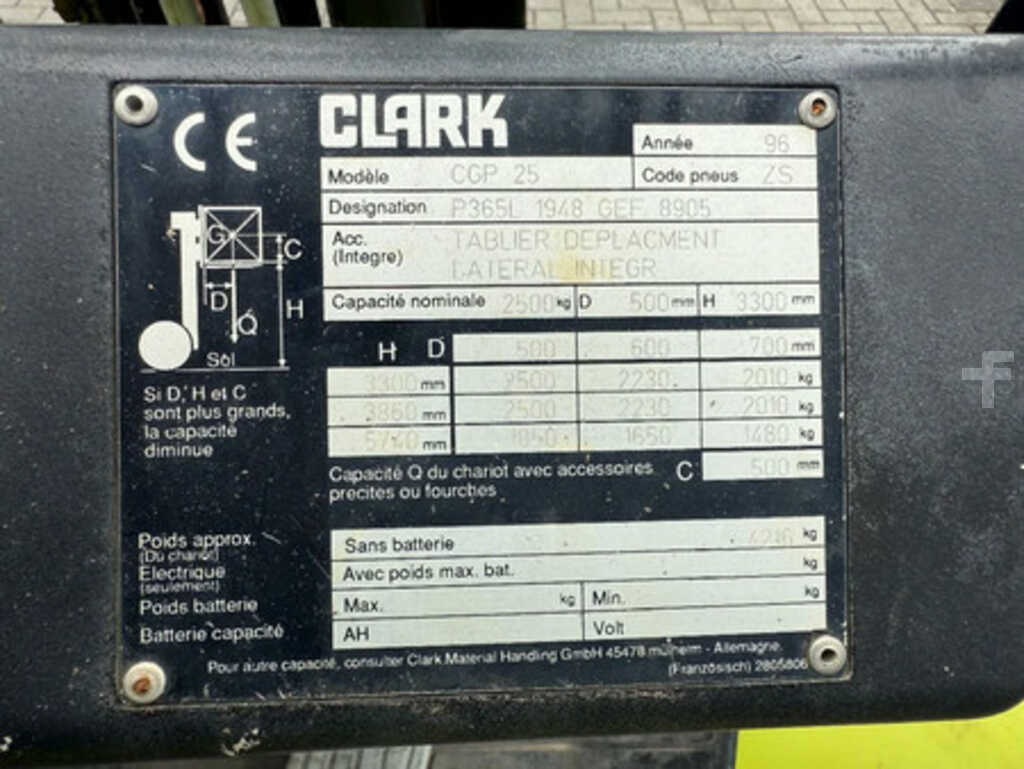 CE
CLARK
Année 96
Modèle CGP 25 Code pneus ZS
Designation P365L 1948 GEF 8905
Acc. (Integre) TABLIER DEPLACMENT
LATERAL INTEGR
Capacité nominale 2500 kg D 500 mm H 3300 mm
G
C
D
H
Q
Sol
Si D, H et C
sont plus grands,
la capacité
diminue
H D 500 600 700 mm
3300 mm 2500 2230 2010 kg
3860 mm 2500 2230 2010 kg
5740 mm 1850 1650 1480 kg
Capacité Q du chariot avec accessoires C 500 mm
precites ou fourches
Poids approx.
(Du chariot)
Electrique
(seulement)
Poids batterie
Batterie capacité
Sans batterie 4216 kg
Avec poids max. bat. kg
Max. kg Min. kg
AH Volt
Pour autre capacité, consulter Clark Material Handling GmbH 45478 mülheim - Allemagne.
(Französisch) 2805806